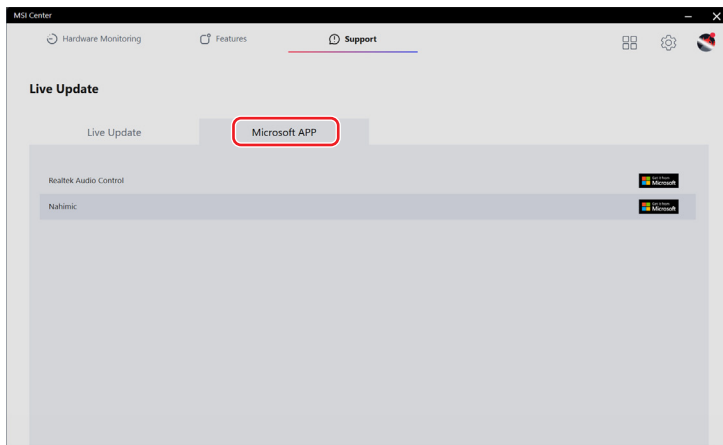 MSI Center
Hardware Monitoring Features Support
Live Update
Live Update Microsoft APP
Realtek Audio Control
Get it from
Microsoft
Nahimic
Get it from
Microsoft